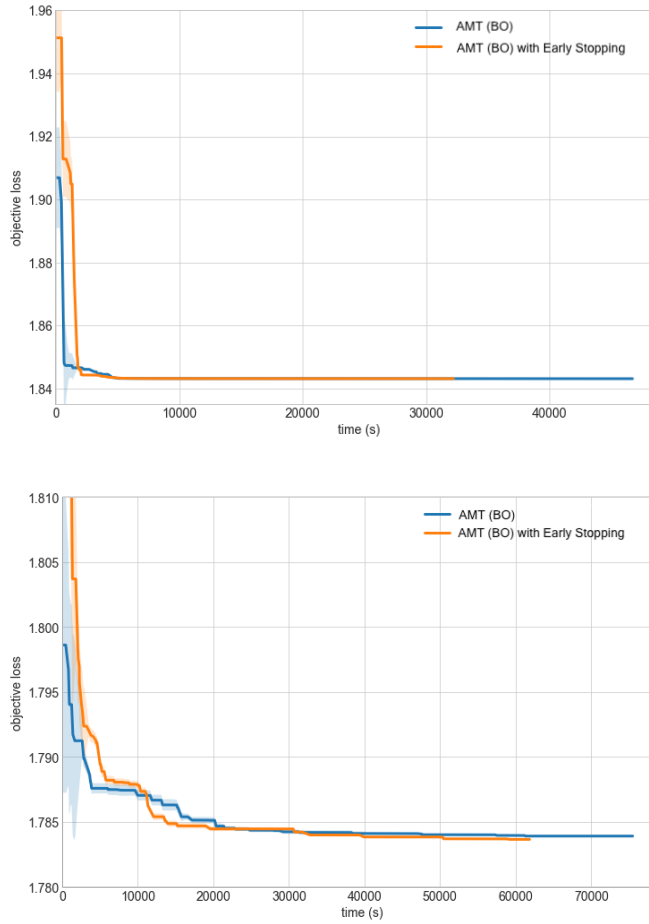 1.96
AMT (BO)
AMT (BO) with Early Stopping
1.94
1.92
1.90
objective loss
1.88
1.86
1.84
0 10000 20000 30000 40000
time (s)
1.810
AMT (BO)
AMT (BO) with Early Stopping
1.805
1.800
1.795
objective loss
1.790
1.785
1.780
0 10000 20000 30000 40000 50000 60000 70000
time (s)